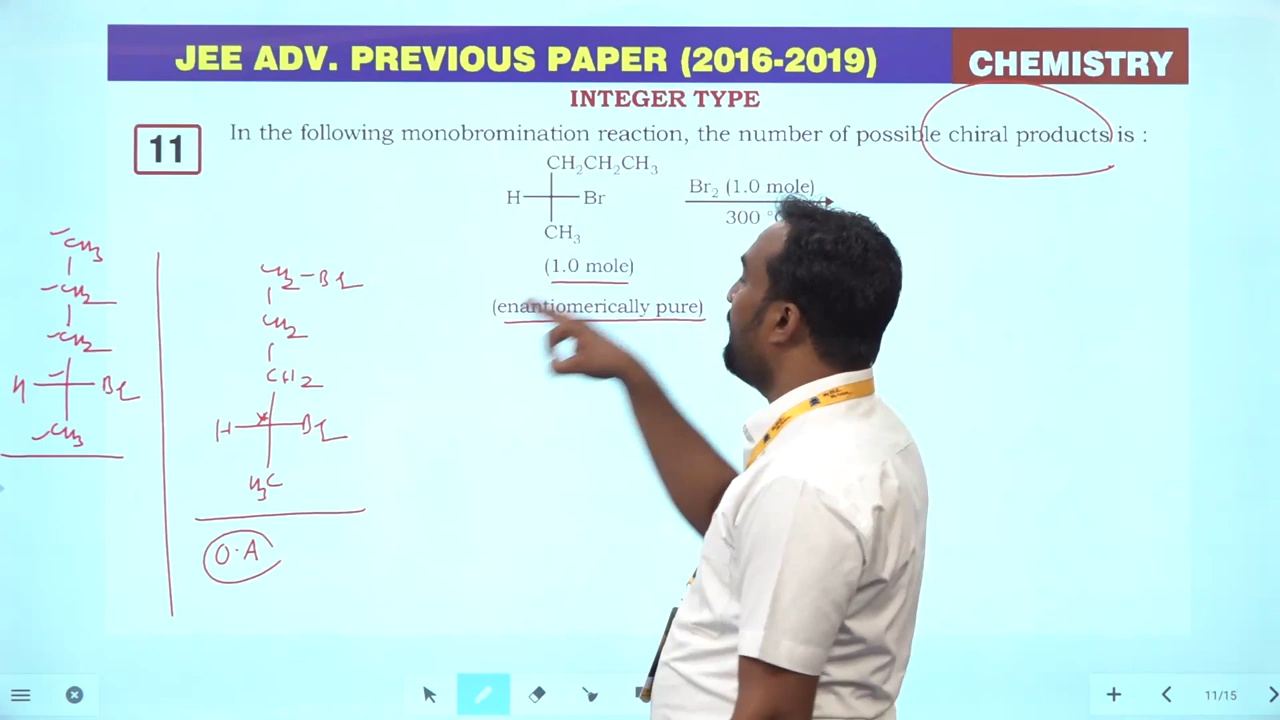 JEE ADV. PREVIOUS PAPER (2016-2019)
CHEMISTRY
INTEGER TYPE
11
In the following monobromination reaction, the number of possible chiral products is :
CH₂CH₂CH₃
H
Br
CH₃
Br₂ (1.0 mole)
300 °
(1.0 mole)
(enantiomerically pure)
CH₃
CH₂
CH₂
H
Br
CH₃
CH₂-Br
CH₂
CH₂
H
Br
H₃C
O.A
11/15